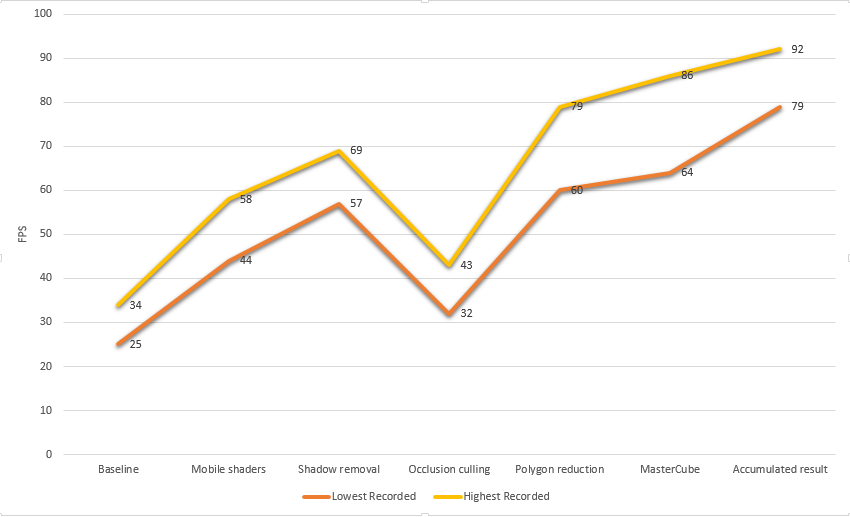 100
90
80
70
60
50
40
30
20
10
0
FPS
34
58
69
43
79
86
92
25
44
57
32
60
64
79
Baseline
Mobile shaders
Shadow removal
Occlusion culling
Polygon reduction
MasterCube
Accumulated result
Lowest Recorded
Highest Recorded